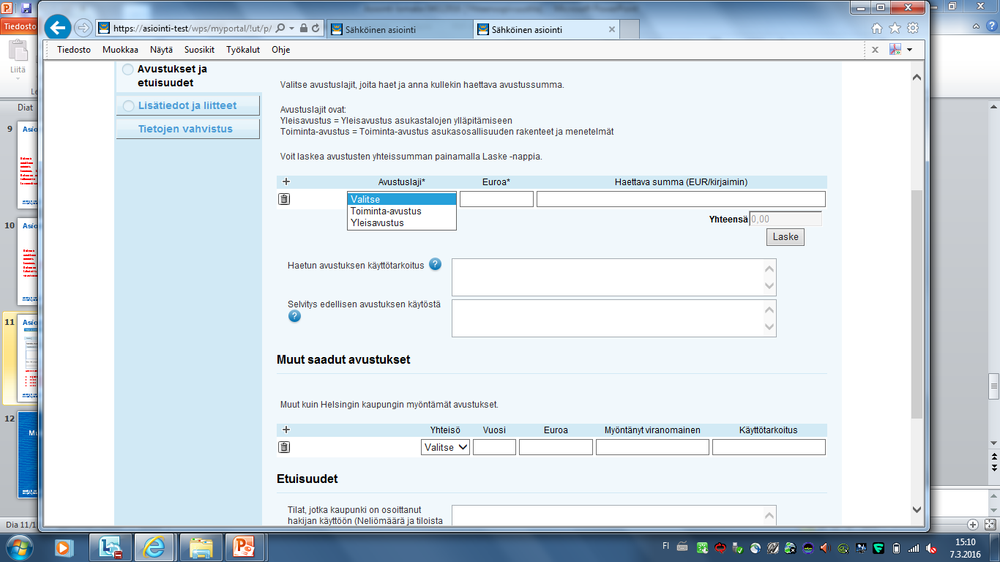 Tiedosto
https://asiointi-test/wps/myportal/!ut/p/
Sähköinen asiointi
Sähköinen asiointi
Tiedosto Muokkaa Näytä Suosikit Työkalut Ohje
Liitä
Diat
9
10
11
12
Avustukset ja
etuisuudet
Lisätiedot ja liitteet
Tietojen vahvistus
Valitse avustuslajit, joita haet ja anna kullekin haettava avustussumma.
Avustuslajit ovat:
Yleisavustus = Yleisavustus asukastalojen ylläpitämiseen
Toiminta-avustus = Toiminta-avustus asukasosallisuuden rakenteet ja menetelmät
Voit laskea avustusten yhteissumman painamalla Laske -nappia.
Avustuslaji* Euroa* Haettava summa (EUR/kirjaimin)
Valitse
Toiminta-avustus
Yleisavustus
Yhteensä 0,00
Laske
Haetun avustuksen käyttötarkoitus ?
Selvitys edellisen avustuksen käytöstä
?
Muut saadut avustukset
Muut kuin Helsingin kaupungin myöntämät avustukset.
Yhteisö Vuosi Euroa Myöntänyt viranomainen Käyttötarkoitus
Valitse
Etuisuudet
Tilat, jotka kaupunki on osoittanut
hakijan käyttöön (Neliömäärä ja tiloista
Dia 11/1
FI
15:10
7.3.2016